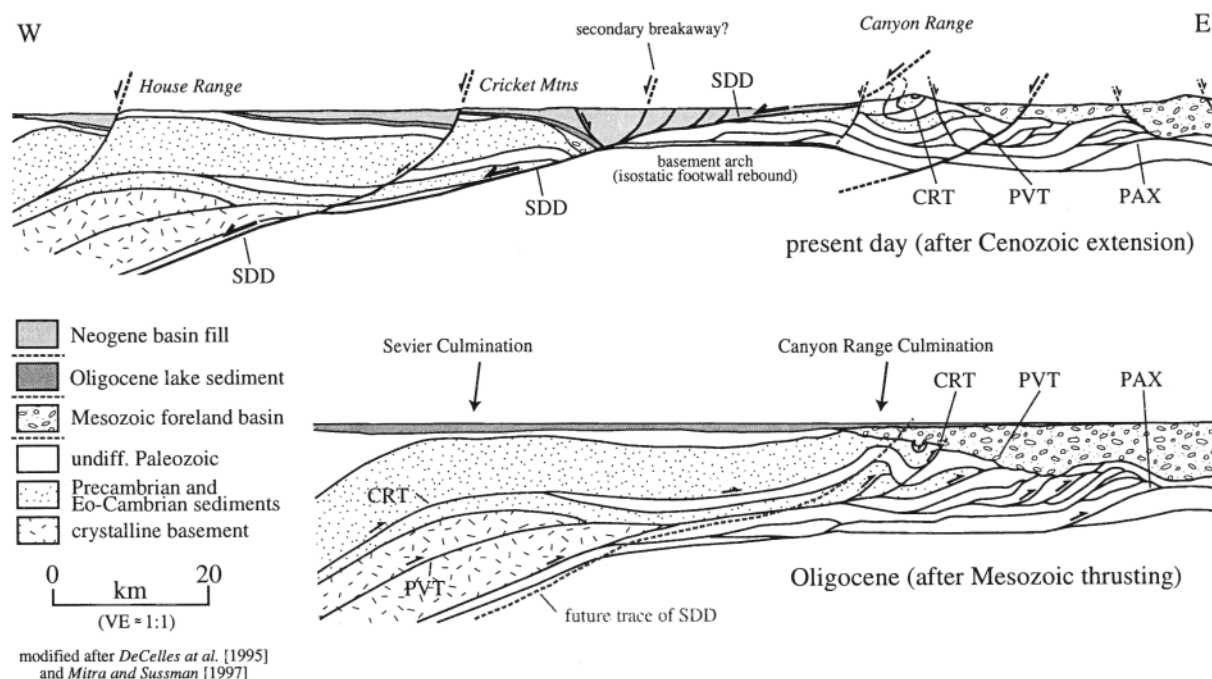 W
E
secondary breakaway?
Canyon Range
House Range
Cricket Mtns
SDD
basement arch
(isostatic footwall rebound)
SDD
CRT
PVT
PAX
SDD
present day (after Cenozoic extension)
Neogene basin fill
Oligocene lake sediment
Mesozoic foreland basin
undiff. Paleozoic
Precambrian and
Eo-Cambrian sediments
crystalline basement
0 20
km
(VE ≈ 1:1)
modified after DeCelles at al. [1995]
and Mitra and Sussman [1997]
Sevier Culmination
Canyon Range Culmination
CRT
PVT
PAX
CRT
PVT
Oligocene (after Mesozoic thrusting)
future trace of SDD